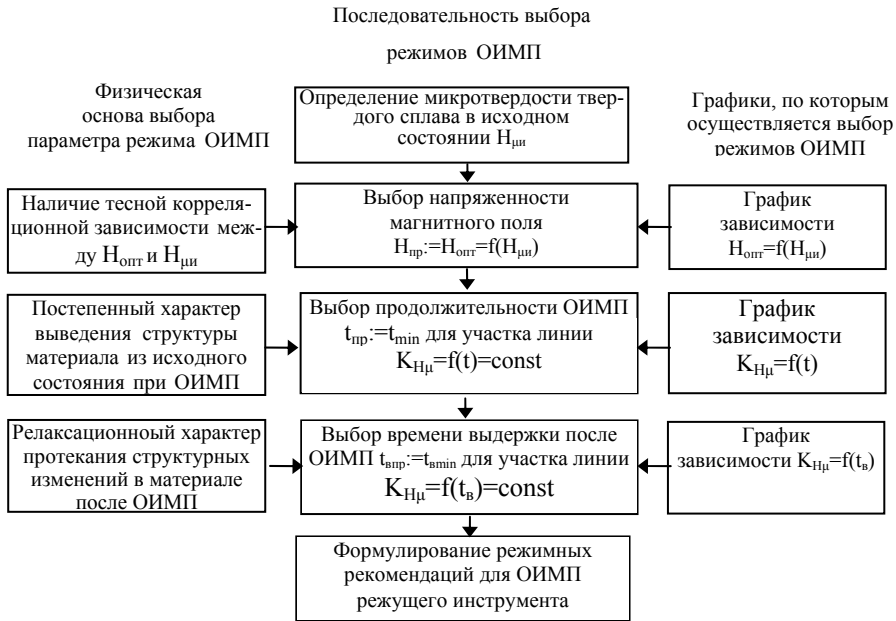 Последовательность выбора
режимов ОИМП
Физическая
основа выбора
параметра режима ОИМП
Определение микротвердости твер-
дого сплава в исходном
состоянии Hμи
Графики, по которым
осуществляется выбор
режимов ОИМП
Наличие тесной корреля-
ционной зависимости меж-
ду Hопт и Hμи
Выбор напряженности
магнитного поля
Hпр:=Hопт=f(Hμи)
График
зависимости
Hопт=f(Hμи)
Постепенный характер
выведения структуры
материала из исходного
состояния при ОИМП
Выбор продолжительности ОИМП
tпр:=tmin для участка линии
KHμ=f(t)=const
График
зависимости
KHμ=f(t)
Релаксационноый характер
протекания структурных
изменений в материале
после ОИМП
Выбор времени выдержки после
ОИМП tвпр:=tвmin для участка линии
KHμ=f(tв)=const
График
зависимости KHμ=f(tв)
Формулирование режимных
рекомендаций для ОИМП
режущего инструмента